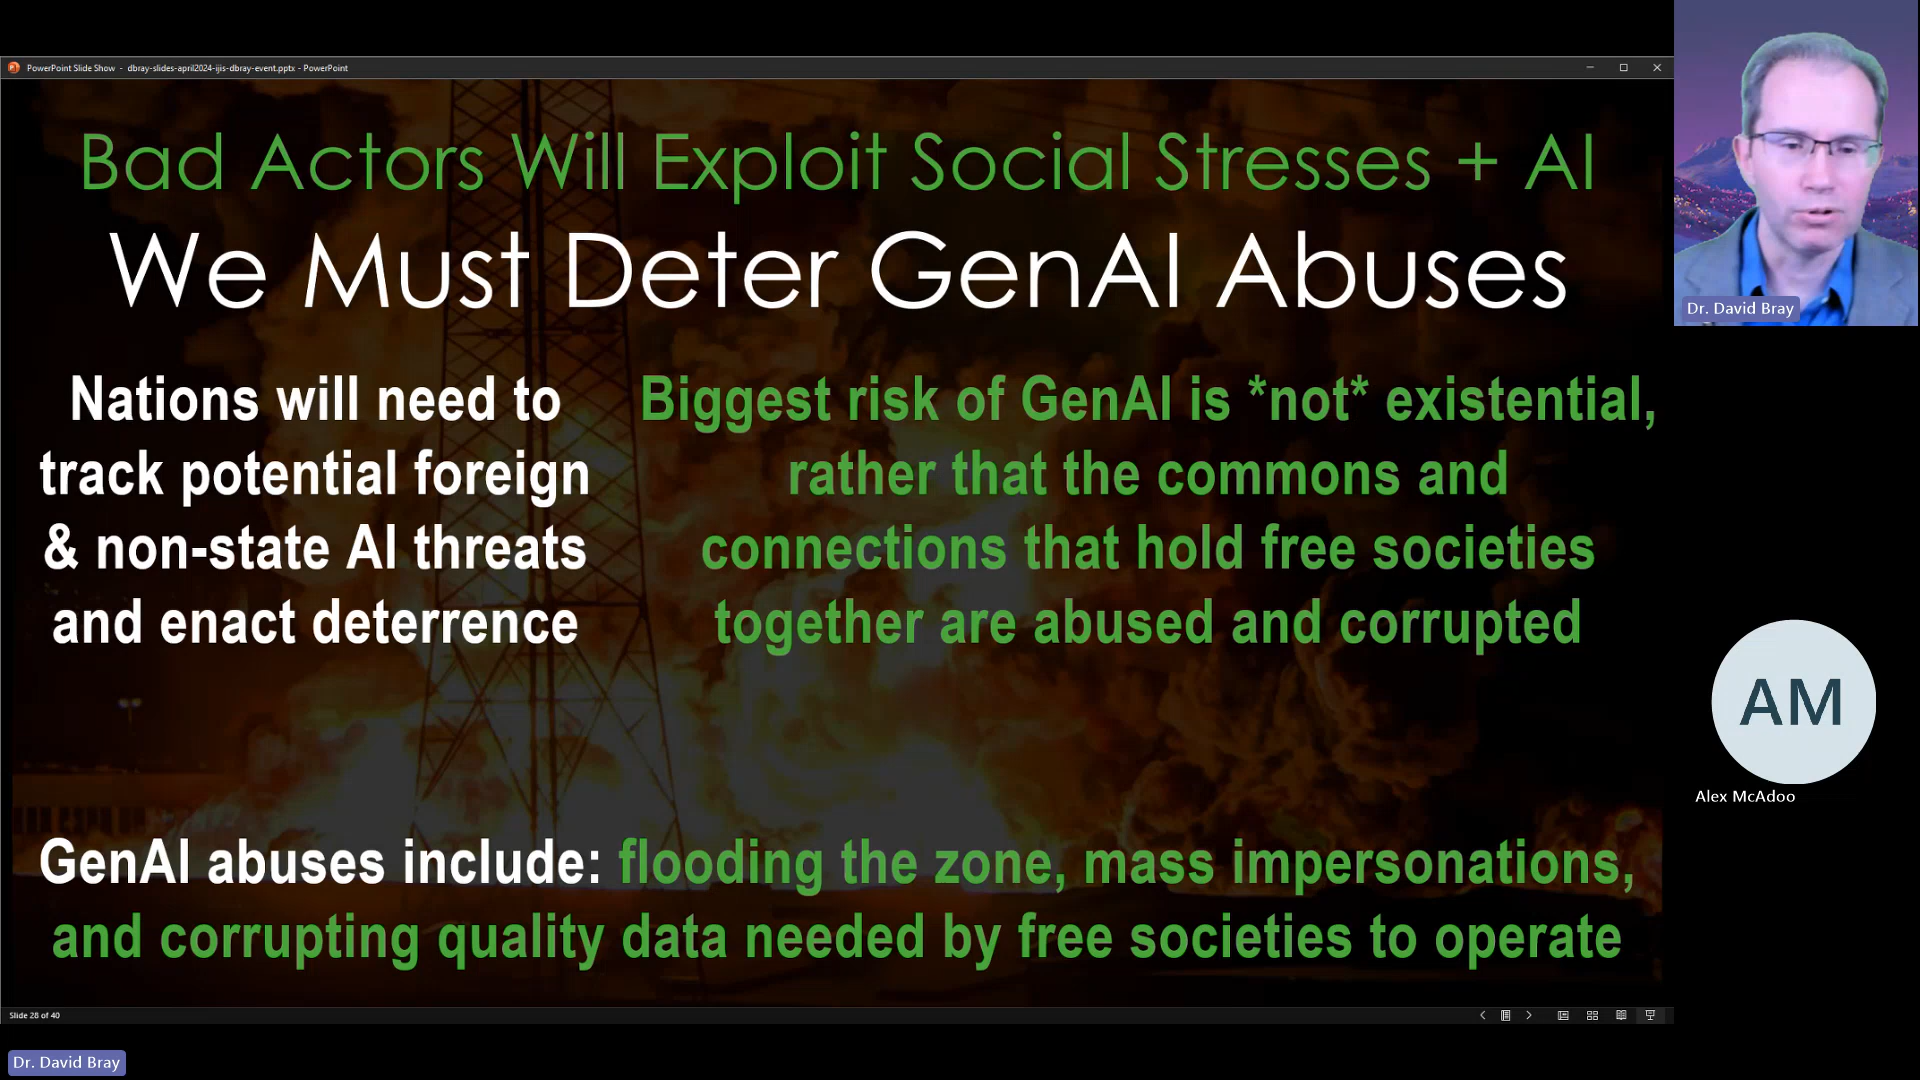 PowerPoint Slide Show - dbray-slides-april2024-ijis-dbray-event.pptx - PowerPoint
Bad Actors Will Exploit Social Stresses + AI
We Must Deter GenAI Abuses
Nations will need to
track potential foreign
& non-state AI threats
and enact deterrence
Biggest risk of GenAI is *not* existential,
rather that the commons and
connections that hold free societies
together are abused and corrupted
GenAI abuses include: flooding the zone, mass impersonations,
and corrupting quality data needed by free societies to operate
Slide 28 of 40
Dr. David Bray
AM
Alex McAdoo
Dr. David Bray